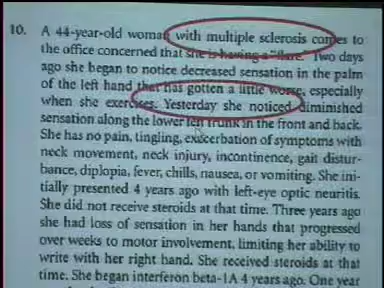 10. A 44-year-old woman with multiple sclerosis comes to
the office concerned that she is having a "flare." Two days
ago she began to notice decreased sensation in the palm
of the left hand that has gotten a little worse, especially
when she exercises. Yesterday she noticed diminished
sensation along the lower left trunk in the front and back.
She has no pain, tingling, exacerbation of symptoms with
neck movement, neck injury, incontinence, gait distur-
bance, diplopia, fever, chills, nausea, or vomiting. She ini-
tially presented 4 years ago with left-eye optic neuritis.
She did not receive steroids at that time. Three years ago
she had loss of sensation in her hands that progressed
over weeks to motor involvement, limiting her ability to
write with her right hand. She received steroids at that
time. She began interferon beta-1A 4 years ago. One year